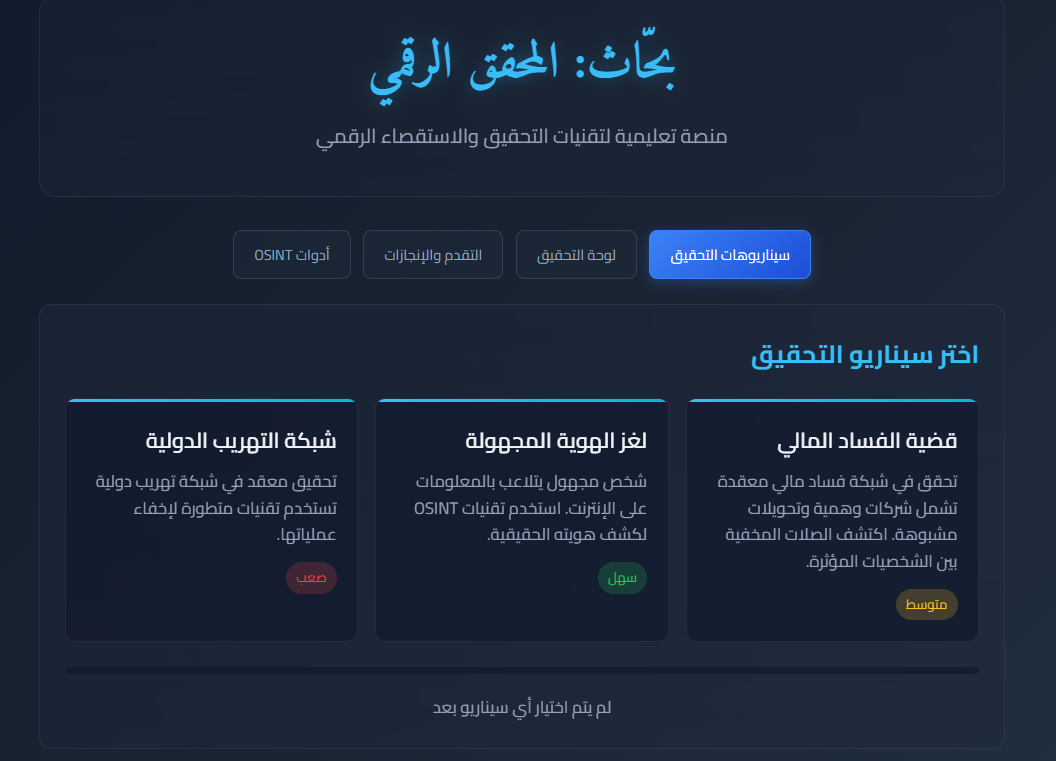 بحّاث: المحقق الرقمي
منصة تعليمية لتقنيات التحقيق والاستقصاء الرقمي
سيناريوهات التحقيق
لوحة التحقيق
التقدم والإنجازات
أدوات OSINT
اختر سيناريو التحقيق
قضية الفساد المالي
تحقق في شبكة فساد مالي معقدة
تشمل شركات وهمية وتحويلات
مشبوهة. اكتشف الصلات المخفية
بين الشخصيات المؤثرة.
متوسط
لغز الهوية المجهولة
شخص مجهول يتلاعب بالمعلومات
على الإنترنت. استخدم تقنيات OSINT
لكشف هويته الحقيقية.
سهل
شبكة التهريب الدولية
تحقيق معقد في شبكة تهريب دولية
تستخدم تقنيات متطورة لإخفاء
عملياتها.
صعب
لم يتم اختيار أي سيناريو بعد